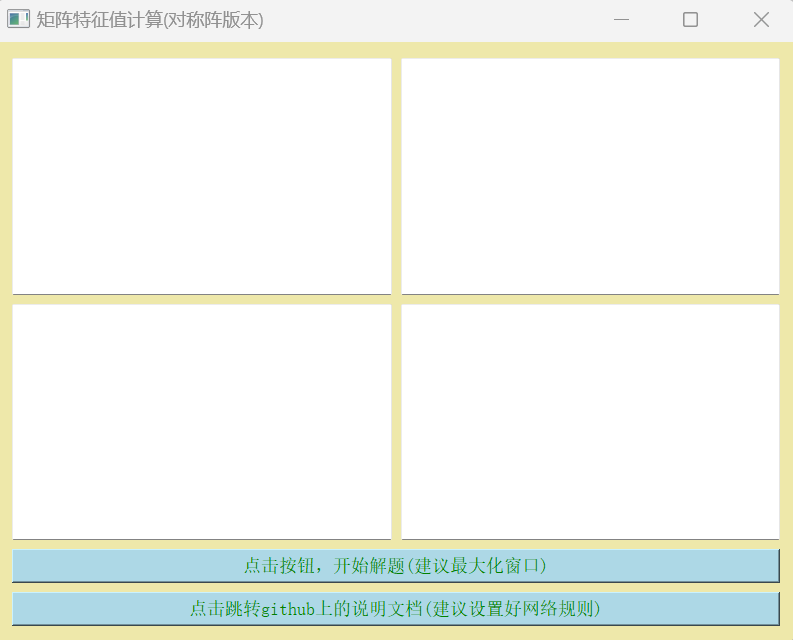 矩阵特征值计算(对称阵版本)
点击按钮，开始解题(建议最大化窗口)
点击跳转github上的说明文档(建议设置好网络规则)